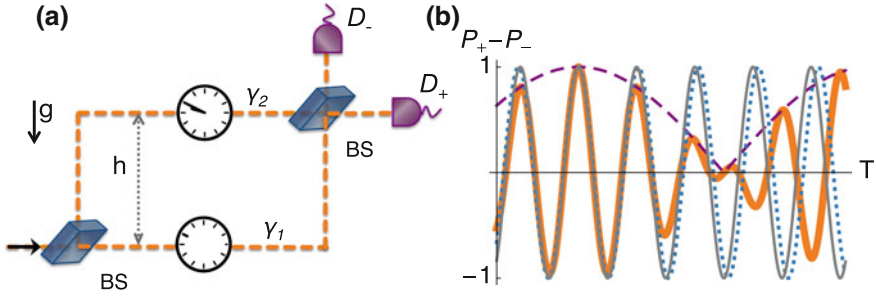 (a)
D₋
D₊
γ₂
BS
g
h
γ₁
BS
(b)
P₊−P₋
1
T
−1